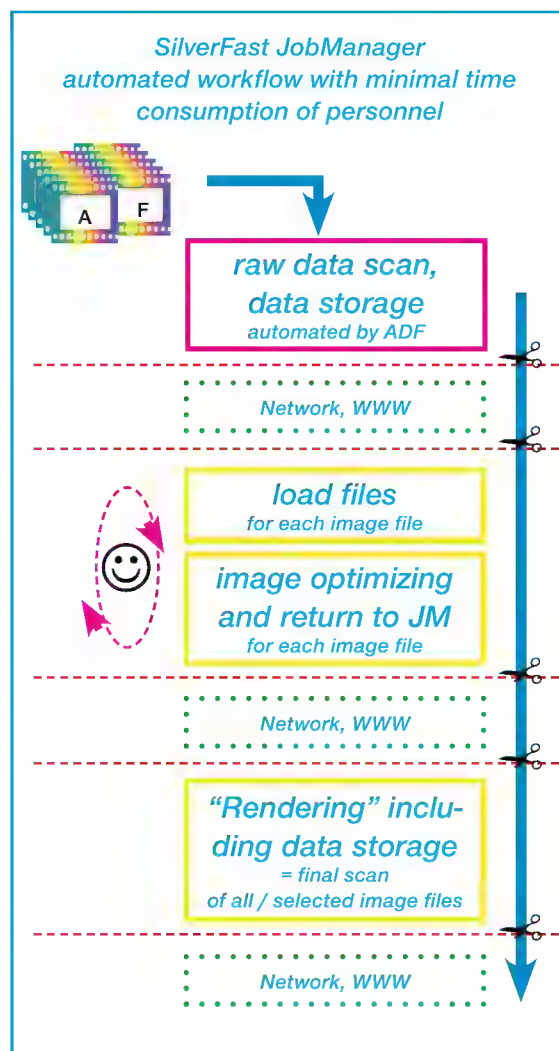 SilverFast JobManager
automated workflow with minimal time
consumption of personnel
A F
raw data scan,
data storage
automated by ADF
Network, WWW
load files
for each image file
image optimizing
and return to JM
for each image file
Network, WWW
“Rendering” inclu-
ding data storage
= final scan
of all / selected image files
Network, WWW